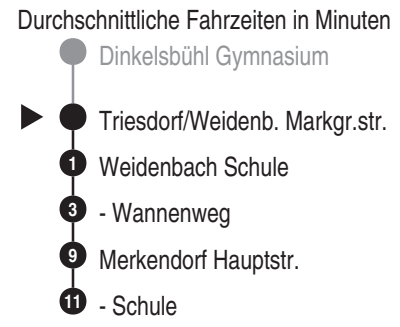 Durchschnittliche Fahrzeiten in Minuten
Dinkelsbühl Gymnasium
Triesdorf/Weidenb. Markgr.str.
1 Weidenbach Schule
3 - Wannenweg
9 Merkendorf Hauptstr.
11 - Schule